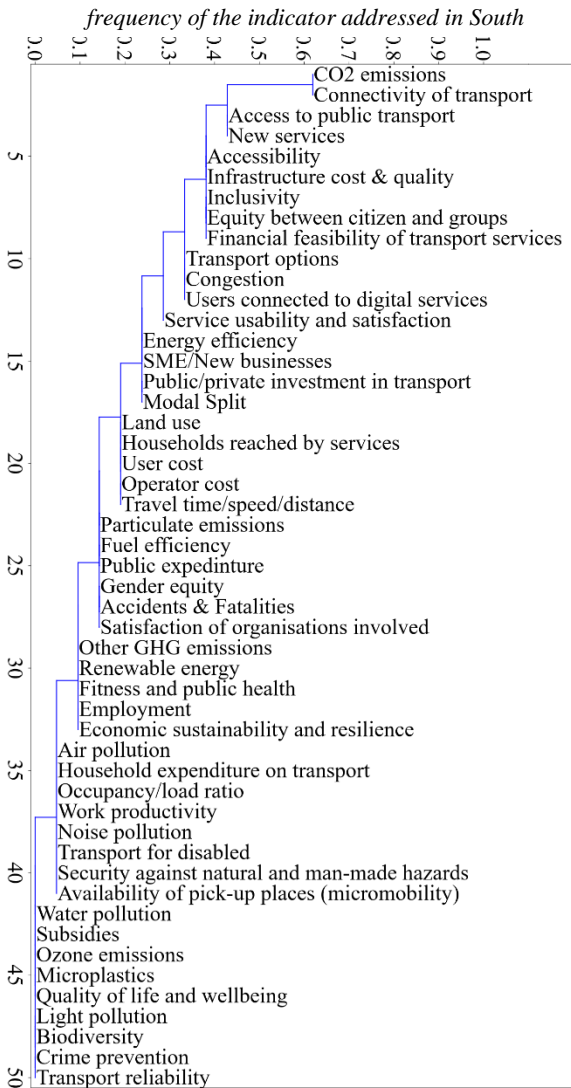 frequency of the indicator addressed in South
0.0 0.1 0.2 0.3 0.4 0.5 0.6 0.7 0.8 0.9 1.0
CO2 emissions
Connectivity of transport
Access to public transport
New services
5
Accessibility
Infrastructure cost & quality
Inclusivity
Equity between citizen and groups
Financial feasibility of transport services
10
Transport options
Congestion
Users connected to digital services
Service usability and satisfaction
Energy efficiency
15
SME/New businesses
Public/private investment in transport
Modal Split
Land use
Households reached by services
20
User cost
Operator cost
Travel time/speed/distance
Particulate emissions
Fuel efficiency
25
Public expedinture
Gender equity
Accidents & Fatalities
Satisfaction of organisations involved
Other GHG emissions
30
Renewable energy
Fitness and public health
Employment
Economic sustainability and resilience
Air pollution
35
Household expenditure on transport
Occupancy/load ratio
Work productivity
Noise pollution
Transport for disabled
40
Security against natural and man-made hazards
Availability of pick-up places (micromobility)
Water pollution
Subsidies
Ozone emissions
45
Microplastics
Quality of life and wellbeing
Light pollution
Biodiversity
Crime prevention
50
Transport reliability